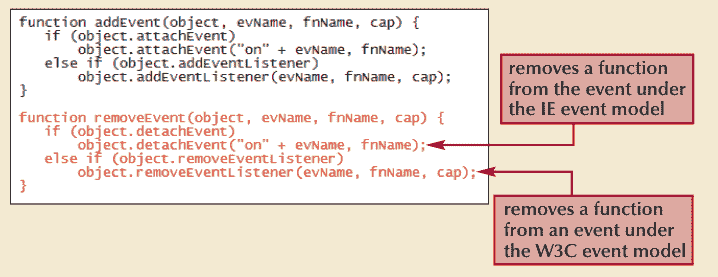 function addEvent(object, evName, fnName, cap) {
if (object.attachEvent)
object.attachEvent("on" + evName, fnName);
else if (object.addEventListener)
object.addEventListener(evName, fnName, cap);
}
function removeEvent(object, evName, fnName, cap) {
if (object.detachEvent)
object.detachEvent("on" + evName, fnName);
else if (object.removeEventListener)
object.removeEventListener(evName, fnName, cap);
}
removes a function
from the event under
the IE event model
removes a function
from an event under
the W3C event model